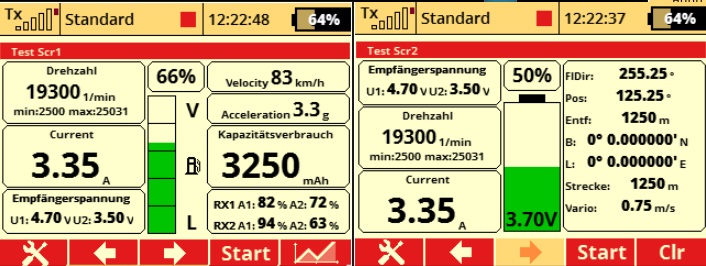 Tx Standard 12:22:48 64%
Test Scr1
Drehzahl
19300 1/min
min:2500 max:25031
Current
3.35 A
Empfängerspannung
U1: 4.70 V U2: 3.50 V
66%
V
L
Velocity 83 km/h
Acceleration 3.3 g
Kapazitätsverbrauch
3250 mAh
RX1 A1: 82 % A2: 72 %
RX2 A1: 94 % A2: 63 %
Start
Tx Standard 12:22:37 64%
Test Scr2
Empfängerspannung
U1: 4.70 V U2: 3.50 V
Drehzahl
19300 1/min
min:2500 max:25031
Current
3.35 A
50%
3.70V
FlDir: 255.25 °
Pos: 125.25 °
Entf: 1250 m
B: 0° 0.000000' N
L: 0° 0.000000' E
Strecke: 1250 m
Vario: 0.75 m/s
Start Clr